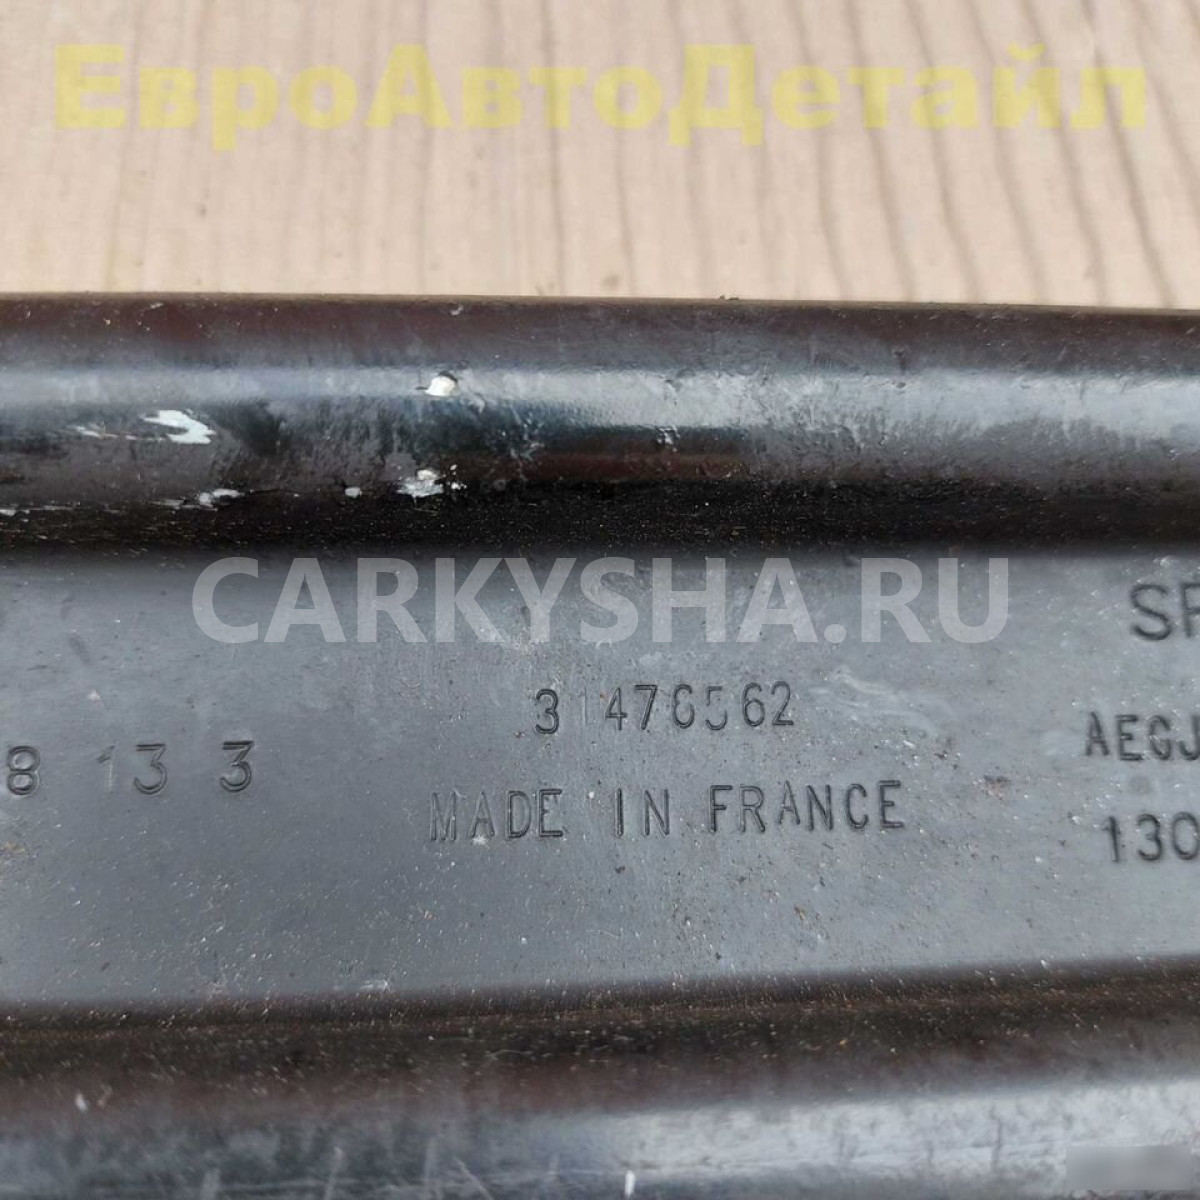 ЕвроАвтоДетайл
CARKYSHA.RU
SP
31476562
AEGJ
8 13 3
MADE IN FRANCE
130